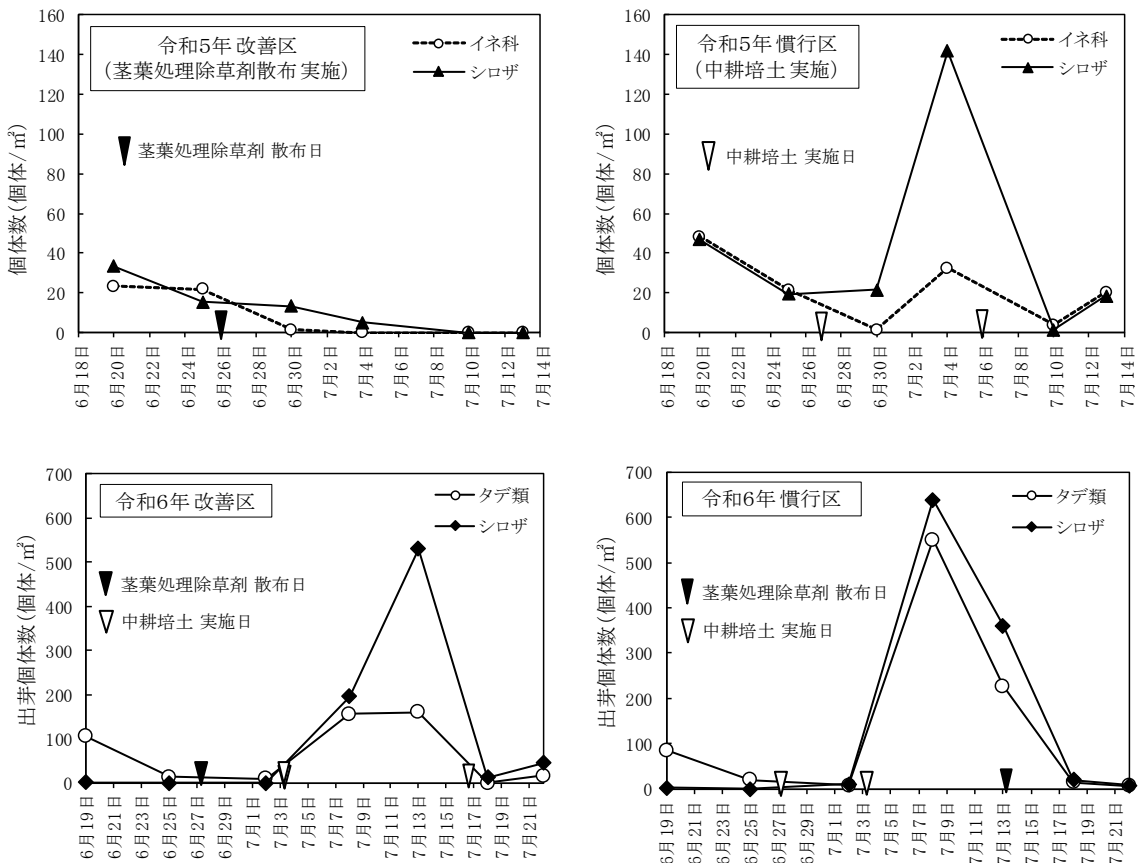 令和5年 改善区
(茎葉処理除草剤散布 実施)
イネ科
シロザ
茎葉処理除草剤 散布日
個体数(個体/㎡)
160
140
120
100
80
60
40
20
0
6月18日
6月20日
6月22日
6月24日
6月26日
6月28日
6月30日
7月2日
7月4日
7月6日
7月8日
7月10日
7月12日
7月14日
令和5年 慣行区
(中耕培土 実施)
イネ科
シロザ
中耕培土 実施日
個体数(個体/㎡)
160
140
120
100
80
60
40
20
0
6月18日
6月20日
6月22日
6月24日
6月26日
6月28日
6月30日
7月2日
7月4日
7月6日
7月8日
7月10日
7月12日
7月14日
令和6年 改善区
タデ類
シロザ
茎葉処理除草剤 散布日
中耕培土 実施日
出芽個体数(個体/㎡)
700
600
500
400
300
200
100
0
6月19日
6月21日
6月23日
6月25日
6月27日
6月29日
7月1日
7月3日
7月5日
7月7日
7月9日
7月11日
7月13日
7月15日
7月17日
7月19日
7月21日
令和6年 慣行区
タデ類
シロザ
茎葉処理除草剤 散布日
中耕培土 実施日
出芽個体数(個体/㎡)
700
600
500
400
300
200
100
0
6月19日
6月21日
6月23日
6月25日
6月27日
6月29日
7月1日
7月3日
7月5日
7月7日
7月9日
7月11日
7月13日
7月15日
7月17日
7月19日
7月21日